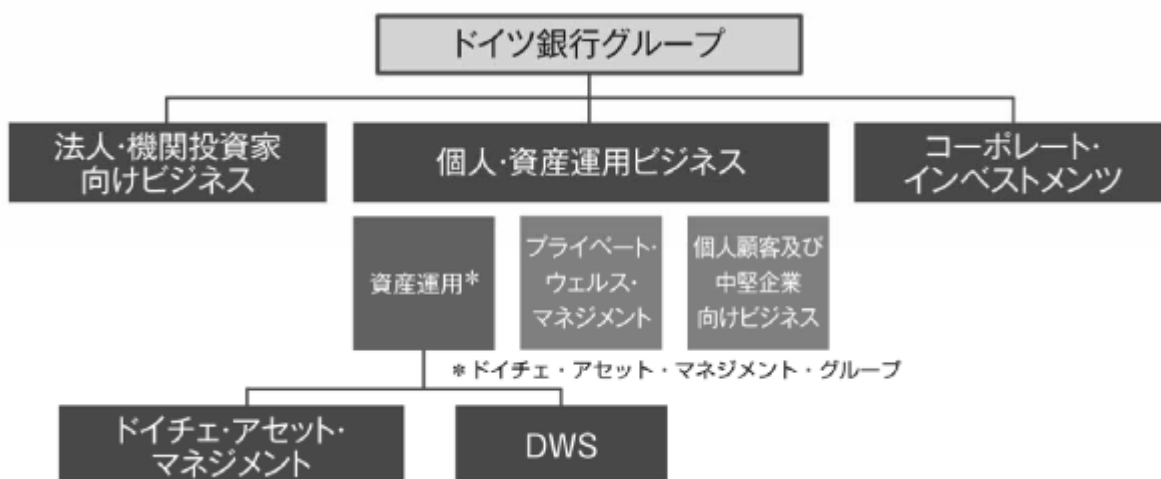 ドイツ銀行グループ
法人・機関投資家
向けビジネス
個人・資産運用ビジネス
コーポレート・
インベストメンツ
資産運用*
プライベート・
ウェルス・
マネジメント
個人顧客及び
中堅企業
向けビジネス
*ドイチェ・アセット・マネジメント・グループ
ドイチェ・アセット・
マネジメント
DWS